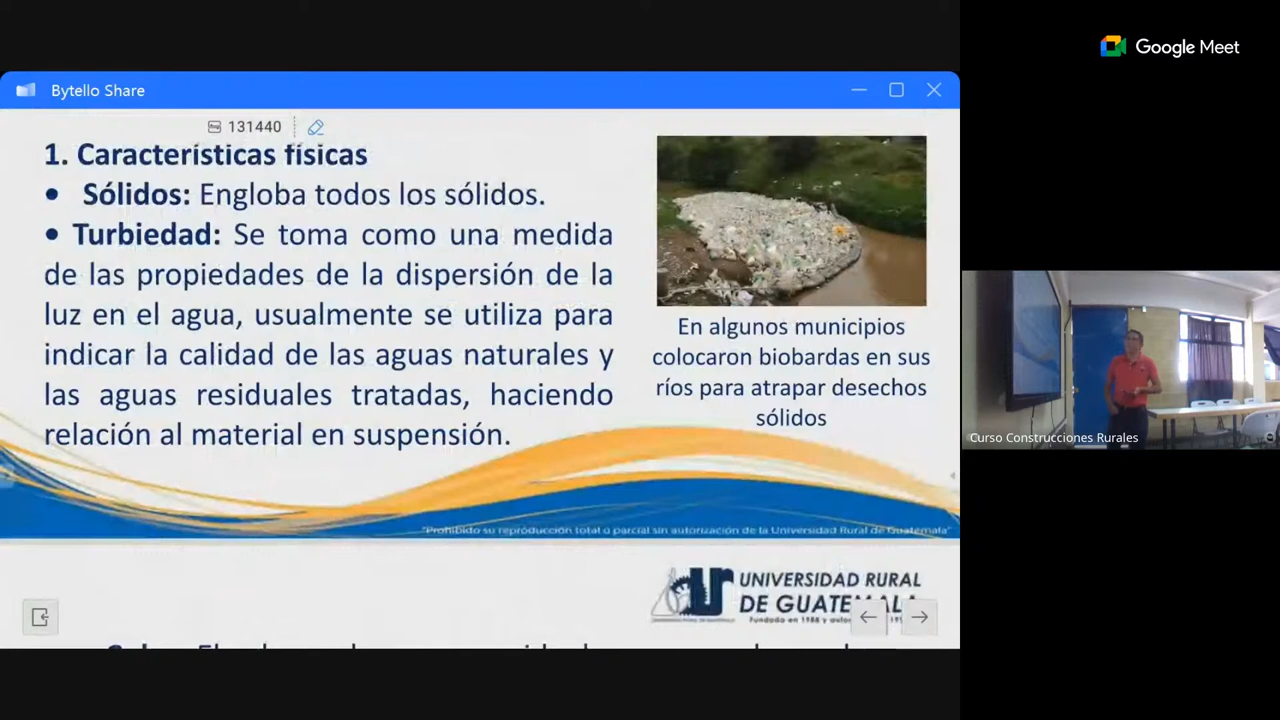 Google Meet
Bytello Share
131440
1. Características físicas
• Sólidos: Engloba todos los sólidos.
• Turbiedad: Se toma como una medida
de las propiedades de la dispersión de la
luz en el agua, usualmente se utiliza para
indicar la calidad de las aguas naturales y
las aguas residuales tratadas, haciendo
relación al material en suspensión.
En algunos municipios
colocaron biobardas en sus
ríos para atrapar desechos
sólidos
Curso Construcciones Rurales
"Prohibido su reproducción total o parcial sin autorización de la Universidad Rural de Guatemala"
UNIVERSIDAD RURAL
DE GUATEMALA
Fundada en 1988 y